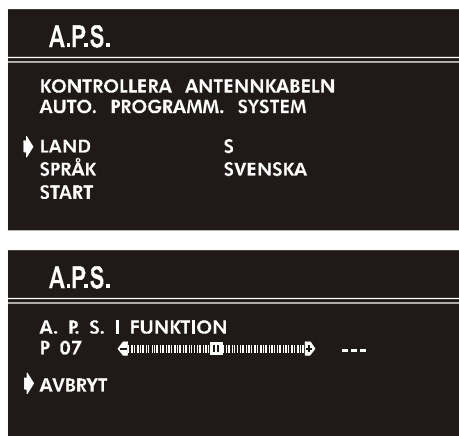 A.P.S.
KONTROLLERA ANTENNKABELN
AUTO. PROGRAMM. SYSTEM
LAND S
SPRÅK SVENSKA
START
A.P.S.
A. P. S. I FUNKTION
P 07 ---
AVBRYT